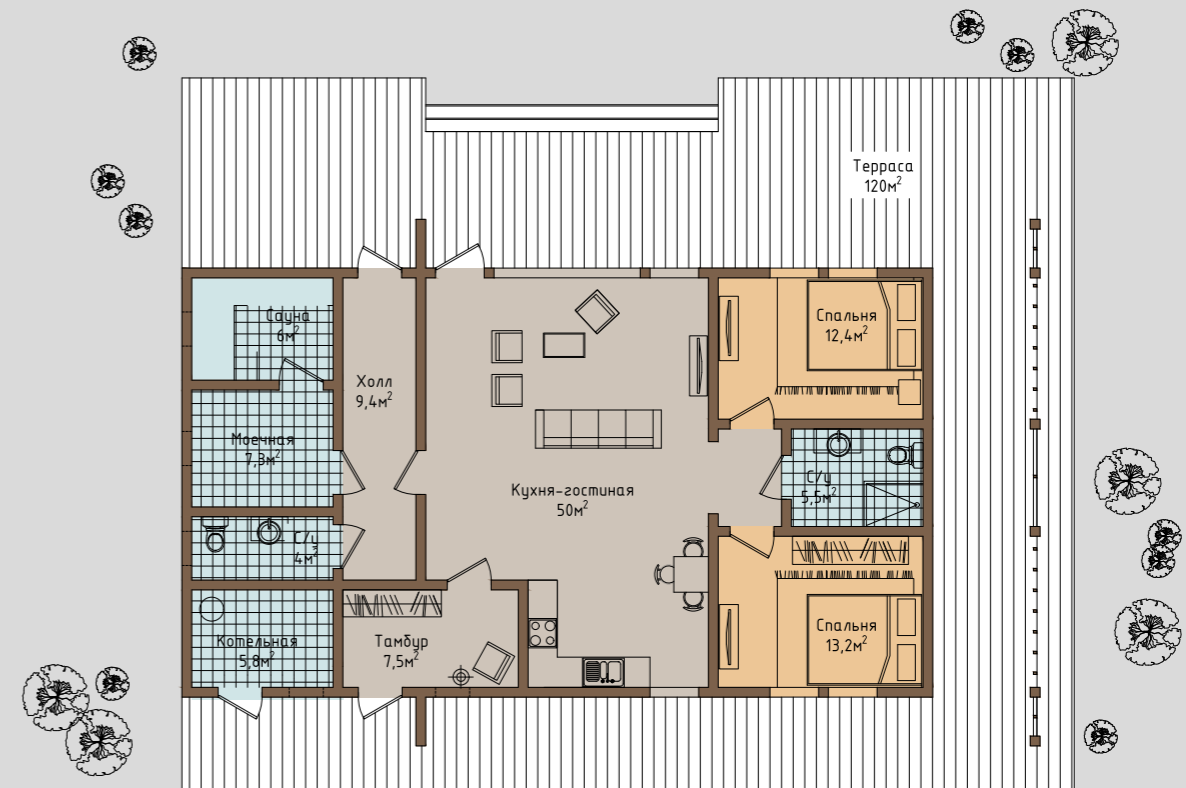 Терраса
120м²
Сауна
6м²
Спальня
12,4м²
Холл
9,4м²
Моечная
7,3м²
Кухня-гостиная
50м²
С/у
5,5м²
С/у
4м²
Котельная
5,8м²
Тамбур
7,5м²
Спальня
13,2м²